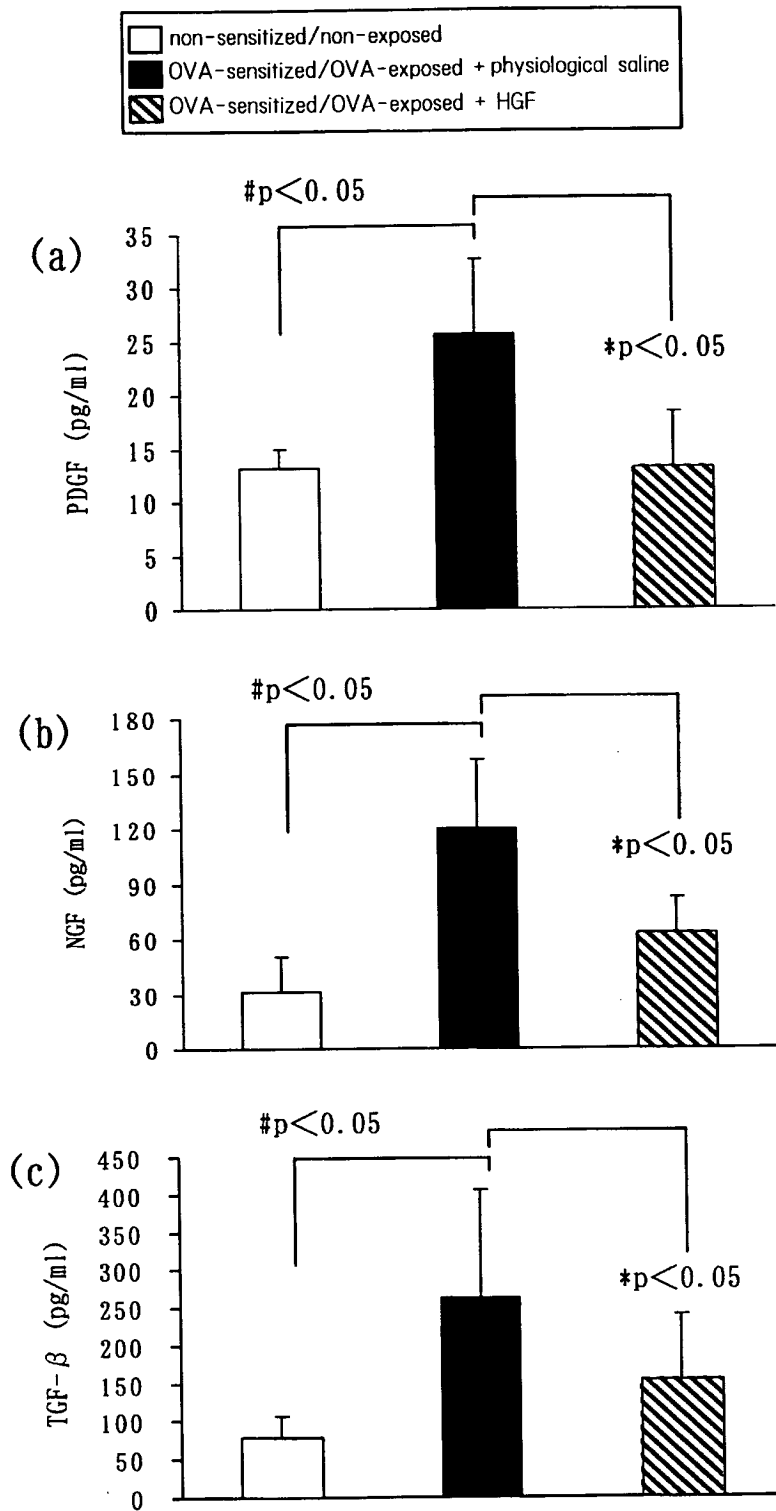 non-sensitized/non-exposed
OVA-sensitized/OVA-exposed + physiological saline
OVA-sensitized/OVA-exposed + HGF
(a)
#p<0.05
*p<0.05
PDGF (pg/ml)
35
30
25
20
15
10
5
0
(b)
#p<0.05
*p<0.05
NGF (pg/ml)
180
150
120
90
60
30
0
(c)
#p<0.05
*p<0.05
TGF-β (pg/ml)
450
400
350
300
250
200
150
100
50
0